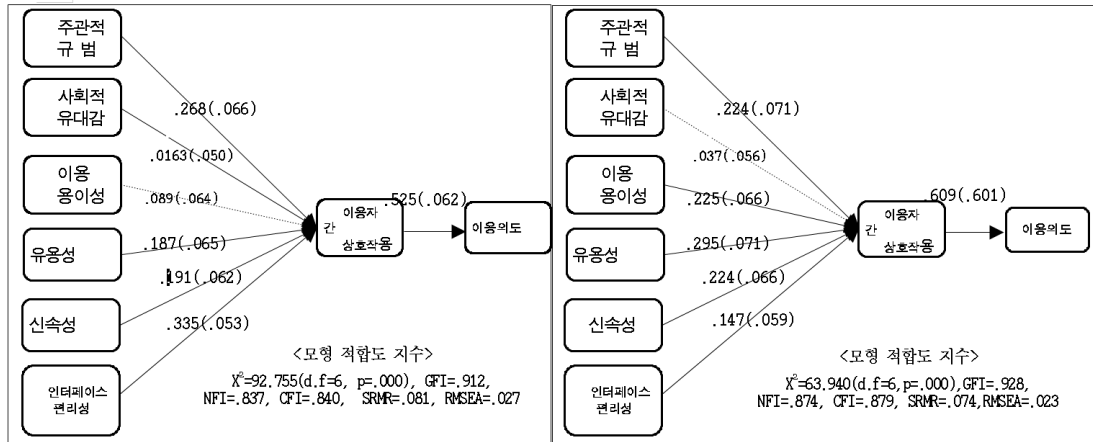 주관적
규 범
사회적
유대감
이용
용이성
유용성
신속성
인터페이스
편리성
.268(.066)
.0163(.050)
.089(.064)
.187(.065)
.191(.062)
.335(.053)
이용자
간
상호작용
.525(.062)
이용의도
<모형 적합도 지수>
X²=92.755(d.f=6, p=.000), GFI=.912,
NFI=.837, CFI=.840, SRMR=.081, RMSEA=.027
주관적
규 범
사회적
유대감
이용
용이성
유용성
신속성
인터페이스
편리성
.224(.071)
.037(.056)
.225(.066)
.295(.071)
.224(.066)
.147(.059)
이용자
간
상호작용
.609(.601)
이용의도
<모형 적합도 지수>
X²=63.940(d.f=6,p=.000),GFI=.928,
NFI=.874, CFI=.879, SRMR=.074,RMSEA=.023